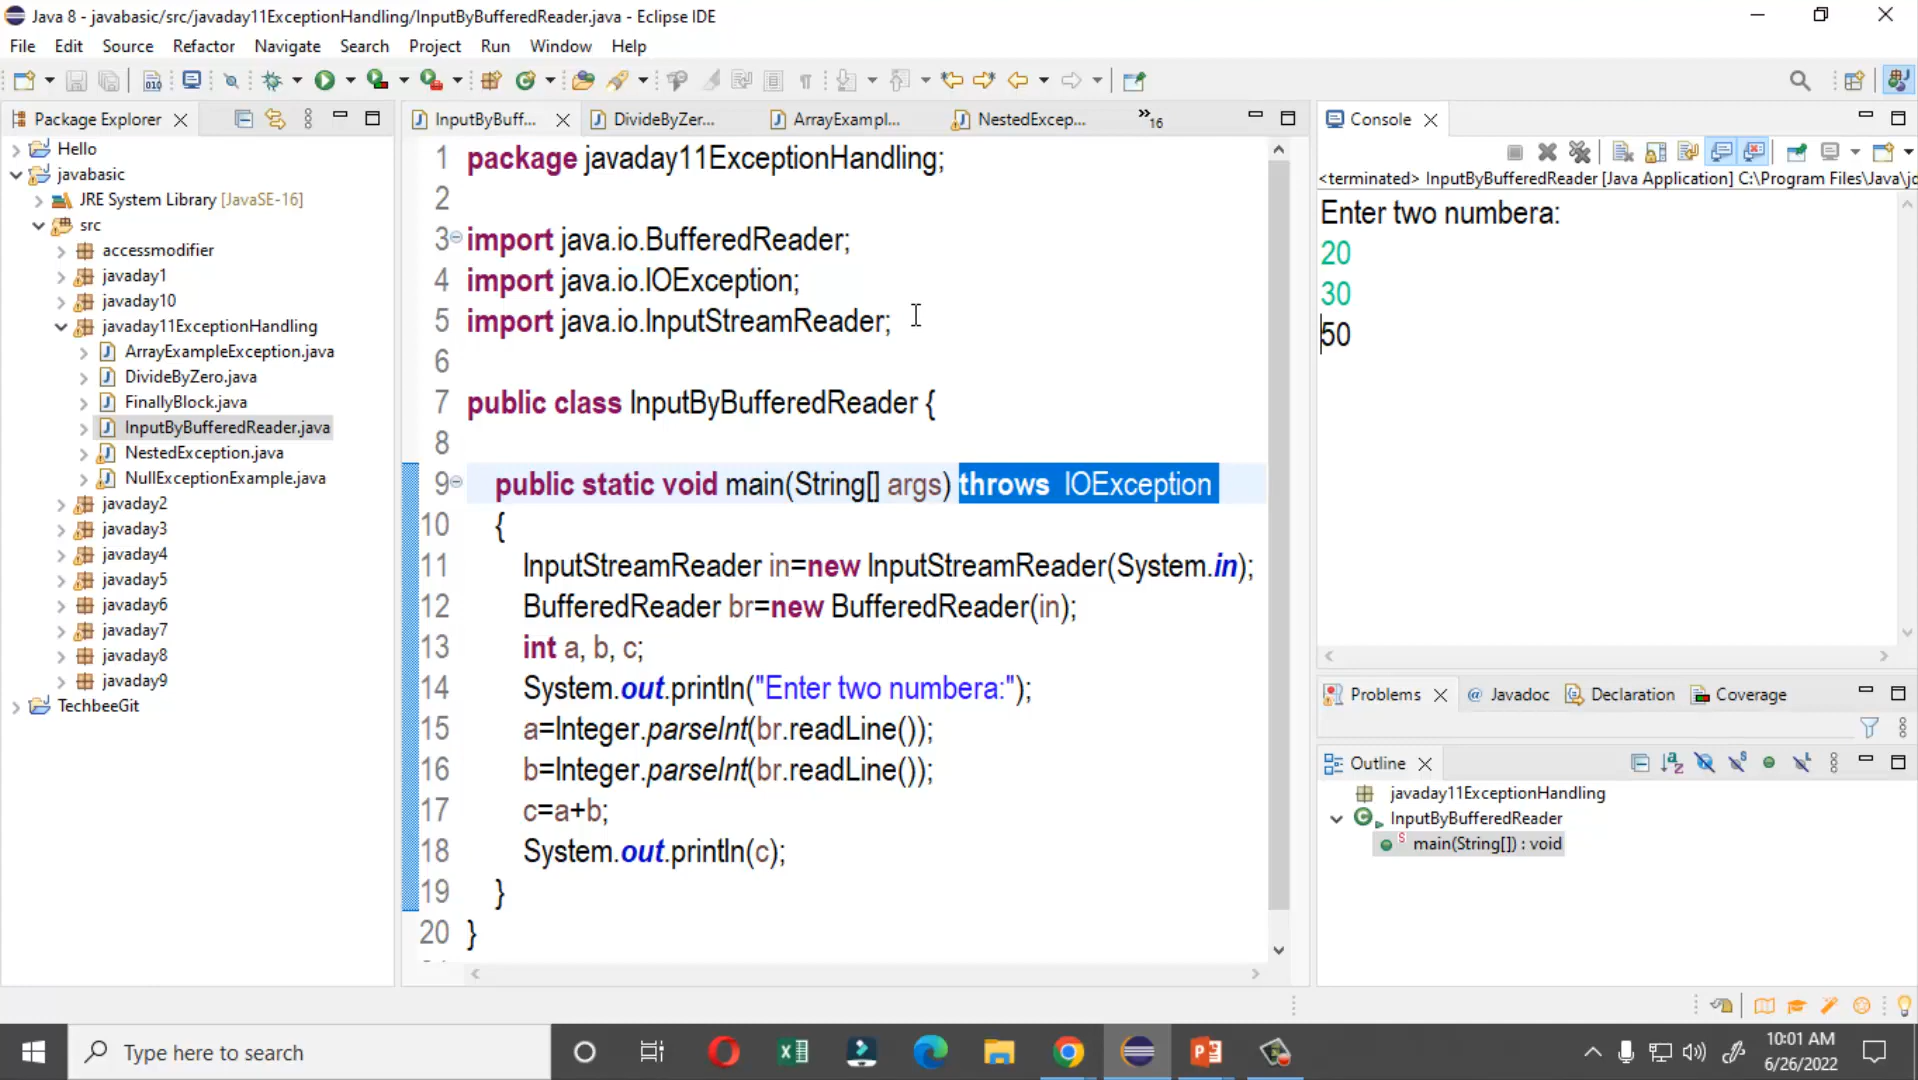 Java 8 - javabasic/src/javaday11ExceptionHandling/InputByBufferedReader.java - Eclipse IDE
File Edit Source Refactor Navigate Search Project Run Window Help
Package Explorer
Hello
javabasic
JRE System Library [JavaSE-16]
src
accessmodifier
javaday1
javaday10
javaday11ExceptionHandling
ArrayExampleException.java
DivideByZero.java
FinallyBlock.java
InputByBufferedReader.java
NestedException.java
NullExceptionExample.java
javaday2
javaday3
javaday4
javaday5
javaday6
javaday7
javaday8
javaday9
TechbeeGit
InputByBuff... DivideByZer... ArrayExampl... NestedExcep... »16
1 package javaday11ExceptionHandling;
2
3 import java.io.BufferedReader;
4 import java.io.IOException;
5 import java.io.InputStreamReader;
6
7 public class InputByBufferedReader {
8
9 public static void main(String[] args) throws IOException
10 {
11 InputStreamReader in=new InputStreamReader(System.in);
12 BufferedReader br=new BufferedReader(in);
13 int a, b, c;
14 System.out.println("Enter two numbera:");
15 a=Integer.parseInt(br.readLine());
16 b=Integer.parseInt(br.readLine());
17 c=a+b;
18 System.out.println(c);
19 }
20 }
Console
<terminated> InputByBufferedReader [Java Application] C:\Program Files\Java\jd
Enter two numbera:
20
30
50
Problems Javadoc Declaration Coverage
Outline
javaday11ExceptionHandling
InputByBufferedReader
main(String[]) : void
Type here to search
10:01 AM
6/26/2022